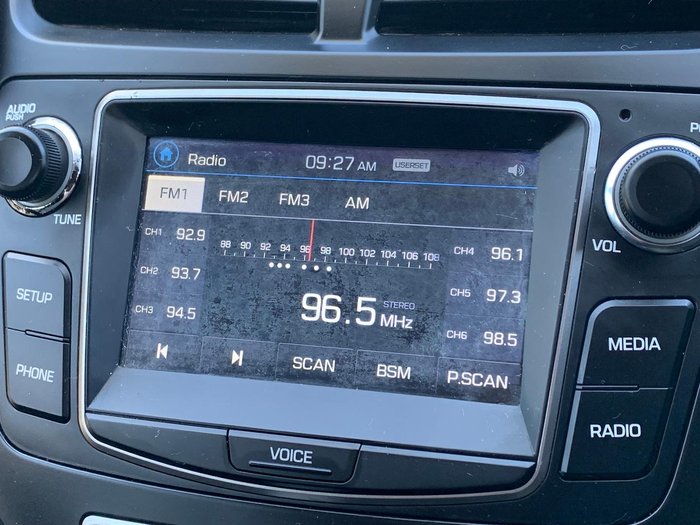 AUDIO
PUSH
TUNE
Radio 09:27 AM USERSET
FM1 FM2 FM3 AM
CH1 92.9
CH2 93.7
CH3 94.5
88 90 92 94 96 98 100 102 104 106 108
96.5 STEREO MHz
CH4 96.1
CH5 97.3
CH6 98.5
SCAN BSM P.SCAN
SETUP
PHONE
VOICE
VOL
MEDIA
RADIO